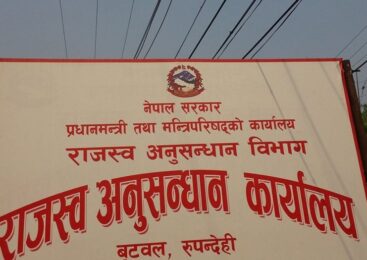 नेपाल सरकार
प्रधानमन्त्री तथा मन्त्रिपरिषद्को कार्यालय
राजस्व अनुसन्धान विभाग
राजस्व अनुसन्धान कार्यालय
बटवल, रुपन्देही